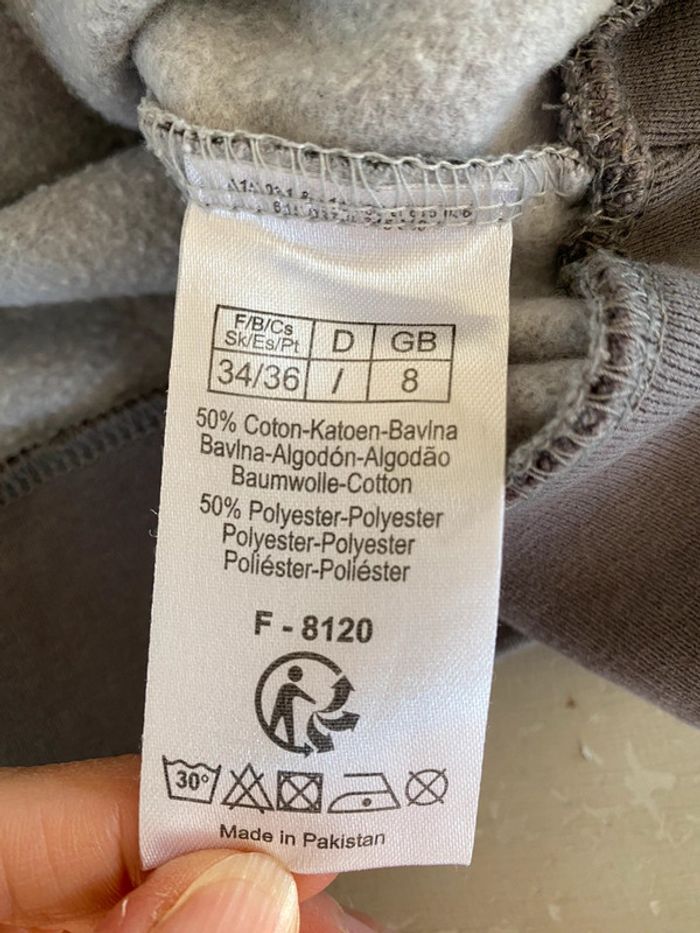 F/B/Cs
Sk/Es/Pt D GB
34/36 / 8
50% Coton-Katoen-Bavlna
Bavlna-Algodón-Algodão
Baumwolle-Cotton
50% Polyester-Polyester
Polyester-Polyester
Poliéster-Poliéster
F - 8120
30°
Made in Pakistan